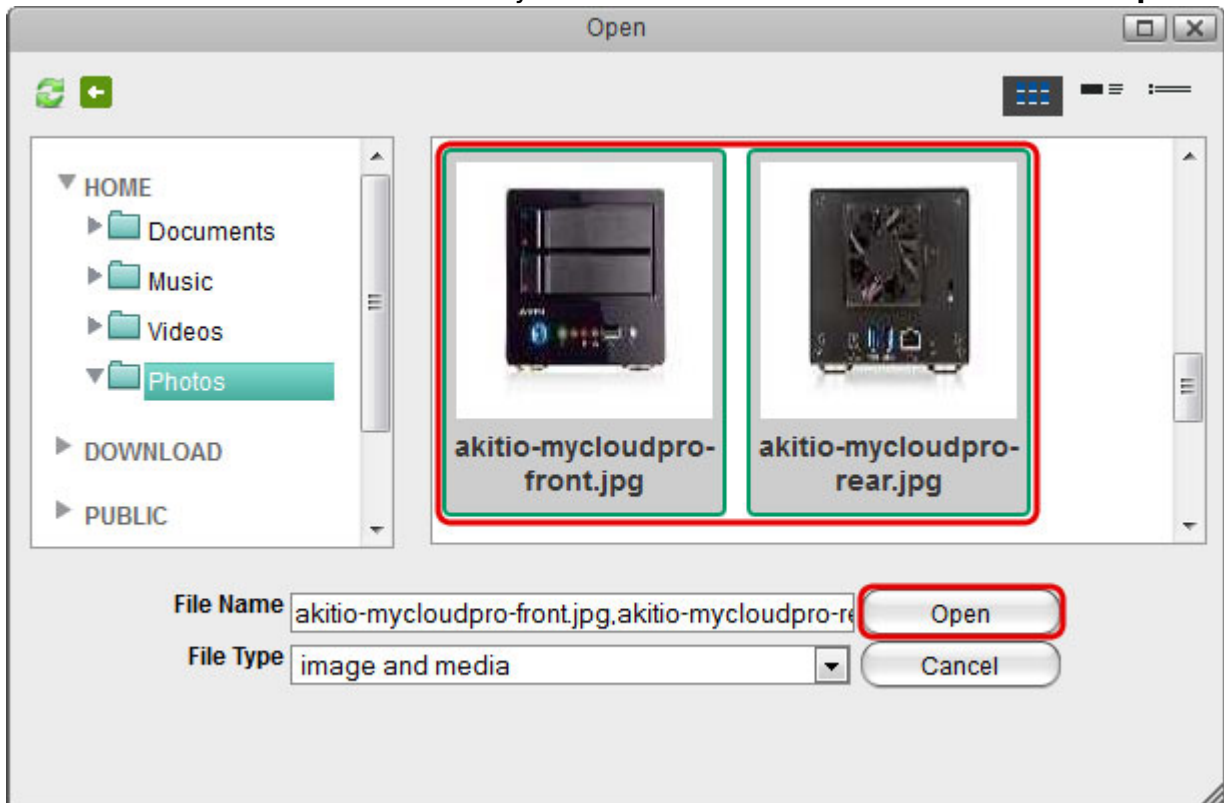 Open
HOME
Documents
Music
Videos
Photos
DOWNLOAD
PUBLIC
akitio-mycloudpro-
front.jpg
akitio-mycloudpro-
rear.jpg
File Name akitio-mycloudpro-front.jpg,akitio-mycloudpro-re Open
File Type image and media Cancel